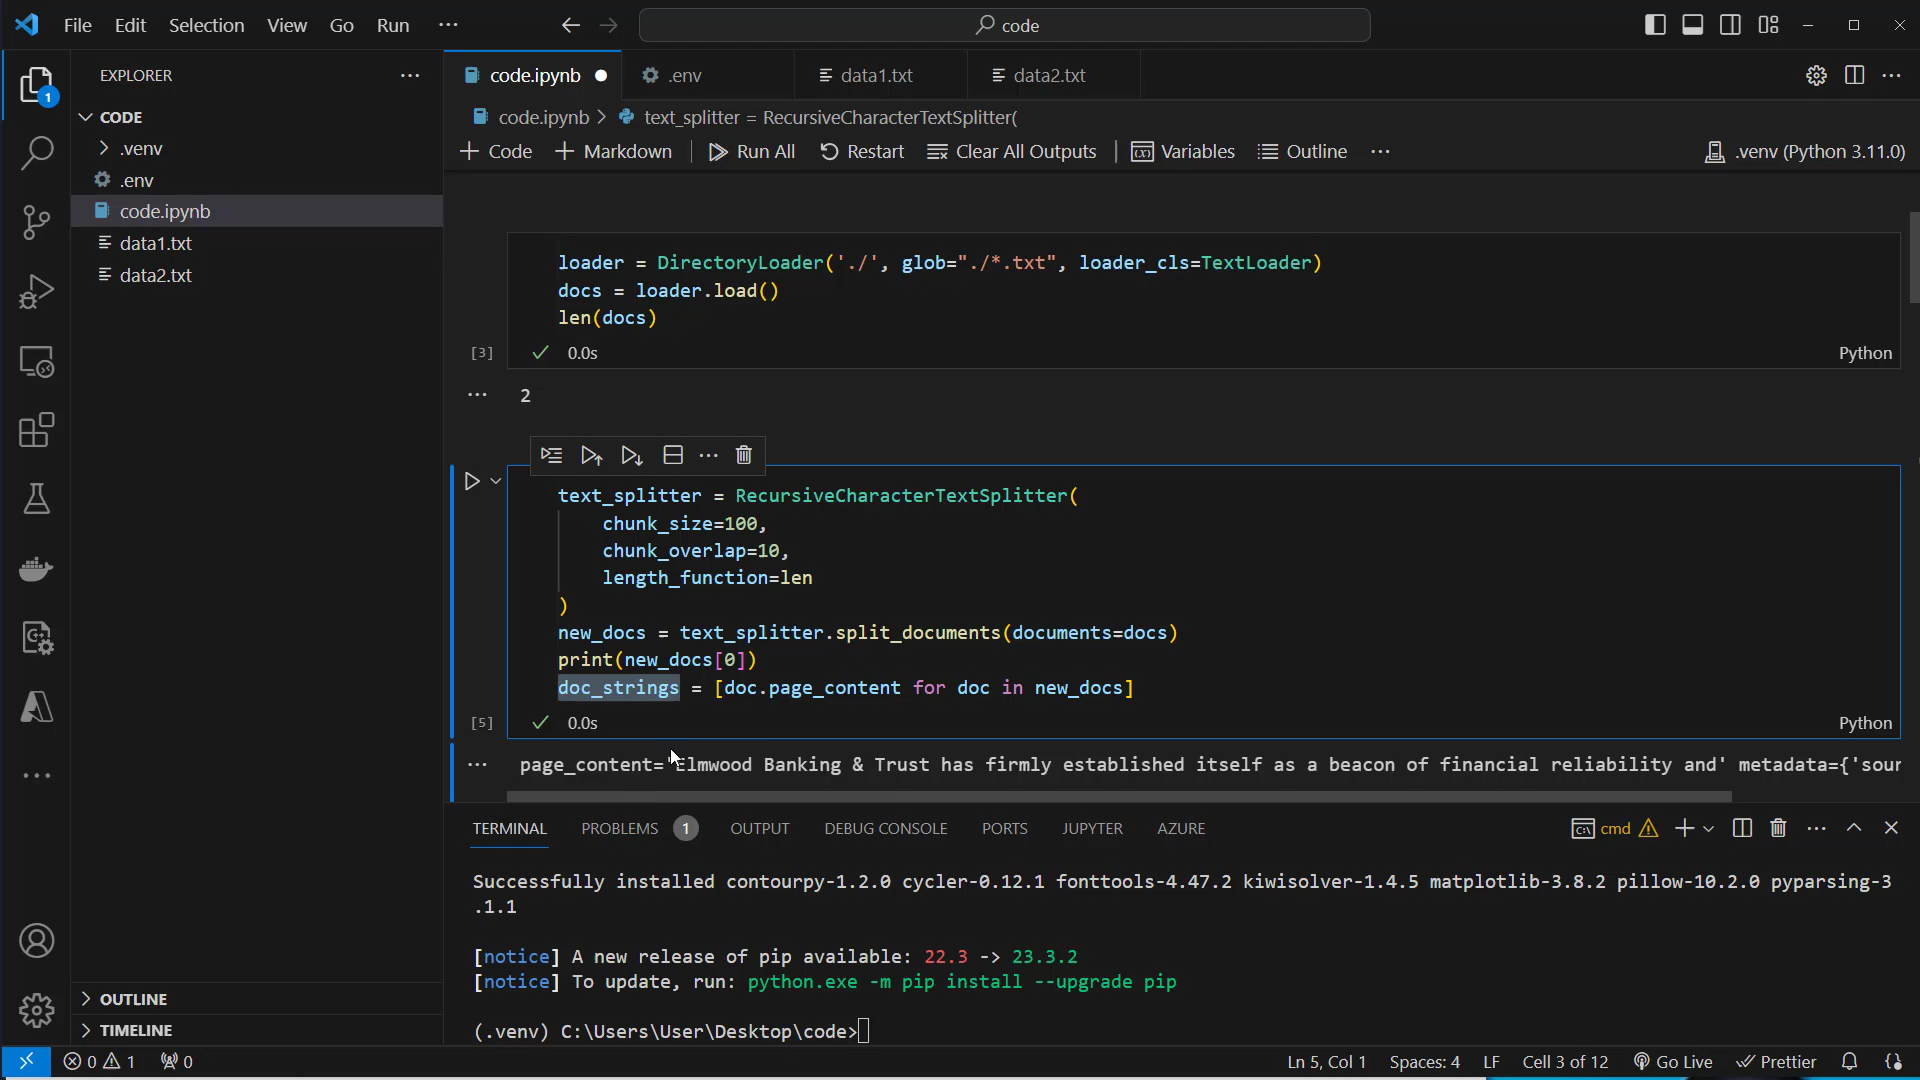 File Edit Selection View Go Run ··· code
EXPLORER ···
CODE
.venv
.env
code.ipynb
data1.txt
data2.txt
OUTLINE
TIMELINE
1
code.ipynb .env data1.txt data2.txt ···
code.ipynb > text_splitter = RecursiveCharacterTextSplitter(
+ Code + Markdown Run All Restart Clear All Outputs Variables Outline ··· .venv (Python 3.11.0)
loader = DirectoryLoader('./', glob="./*.txt", loader_cls=TextLoader)
docs = loader.load()
len(docs)
[3] ✓ 0.0s Python
··· 2
text_splitter = RecursiveCharacterTextSplitter(
chunk_size=100,
chunk_overlap=10,
length_function=len
)
new_docs = text_splitter.split_documents(documents=docs)
print(new_docs[0])
doc_strings = [doc.page_content for doc in new_docs]
[5] ✓ 0.0s Python
··· page_content='Elmwood Banking & Trust has firmly established itself as a beacon of financial reliability and' metadata={'sour
TERMINAL PROBLEMS 1 OUTPUT DEBUG CONSOLE PORTS JUPYTER AZURE cmd ···
Successfully installed contourpy-1.2.0 cycler-0.12.1 fonttools-4.47.2 kiwisolver-1.4.5 matplotlib-3.8.2 pillow-10.2.0 pyparsing-3
.1.1
[notice] A new release of pip available: 22.3 -> 23.3.2
[notice] To update, run: python.exe -m pip install --upgrade pip
(.venv) C:\Users\User\Desktop\code>
0 1 0 Ln 5, Col 1 Spaces: 4 LF Cell 3 of 12 Go Live Prettier